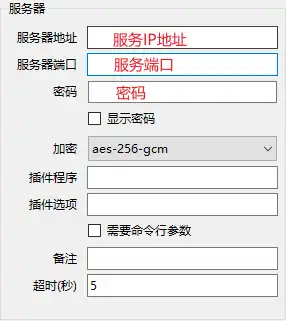 服务器
服务器地址 服务IP地址
服务器端口 服务端口
密码 密码
显示密码
加密 aes-256-gcm
插件程序
插件选项
需要命令行参数
备注
超时(秒) 5